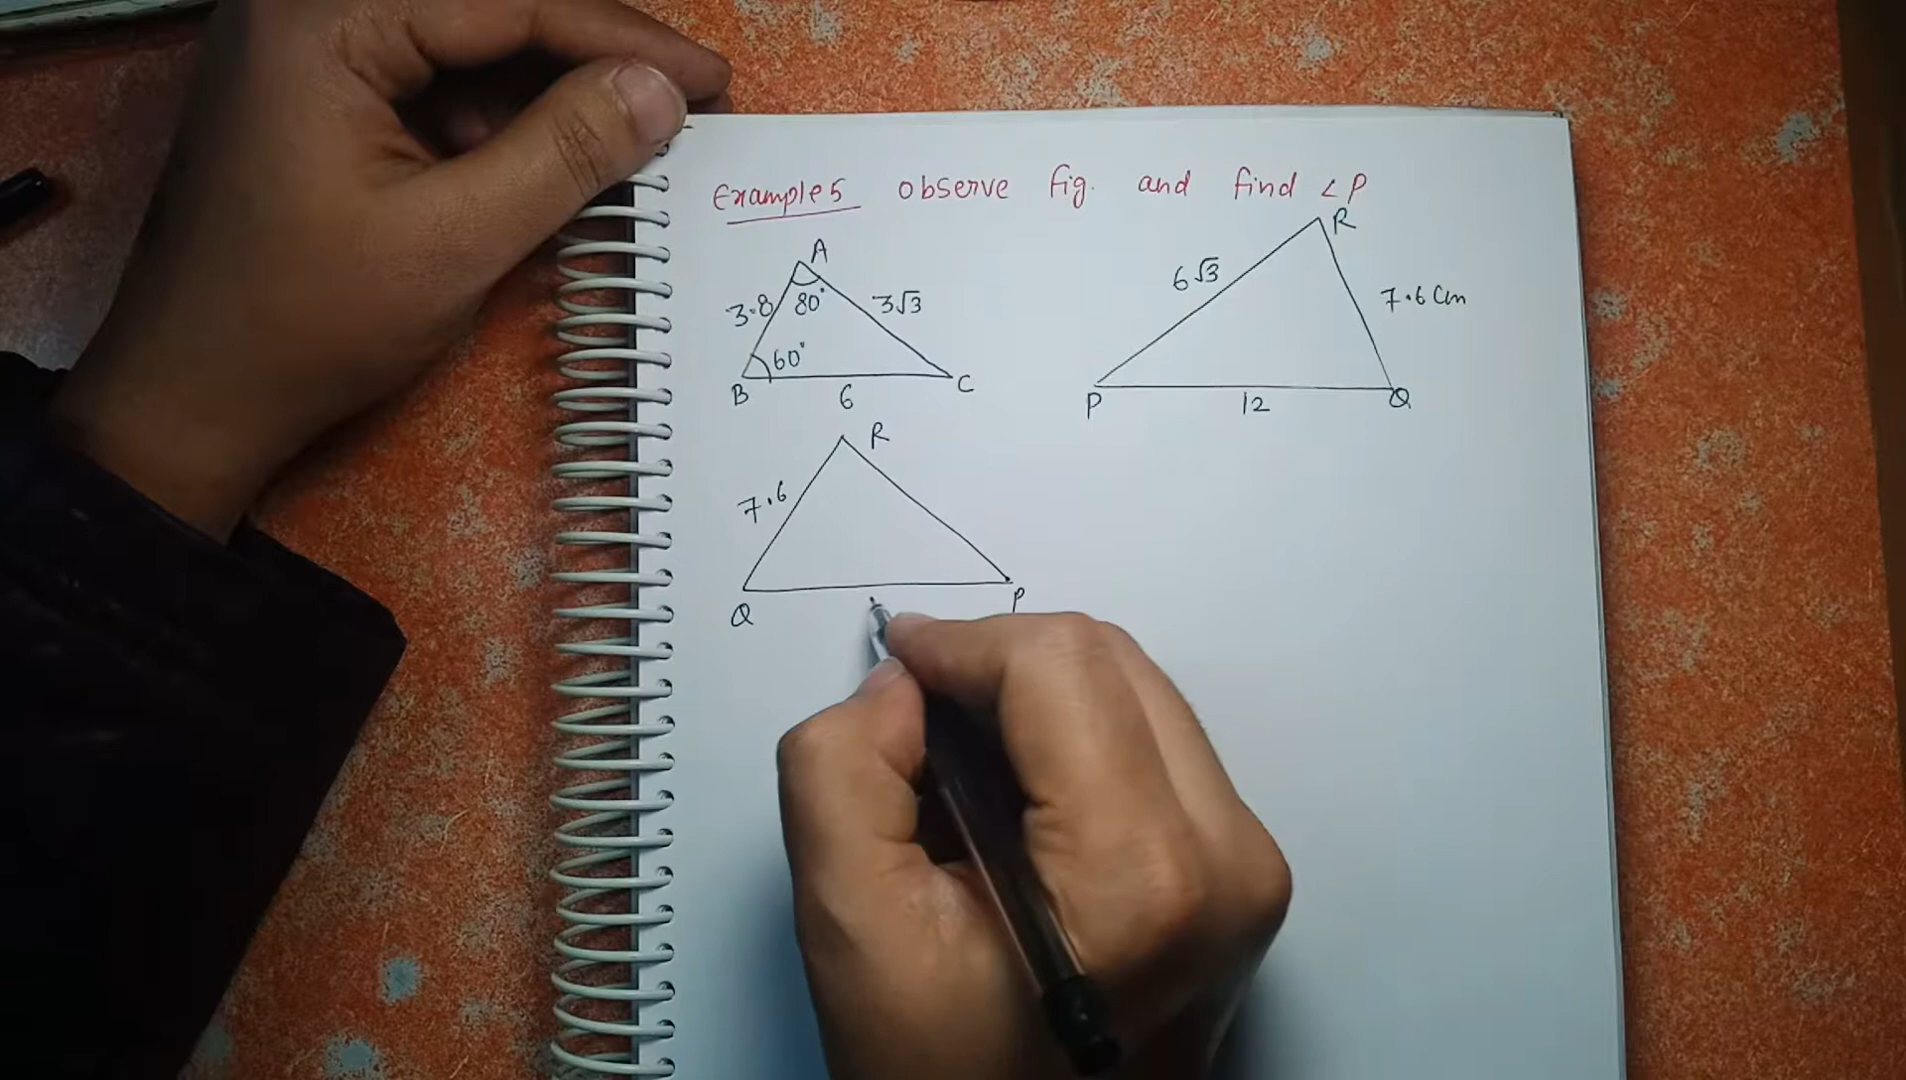 Example 5 observe fig. and find ∠P
A
3.8 80° 3√3
60°
B 6 C
R
6√3 7.6 Cm
P 12 Q
R
7.6
Q P